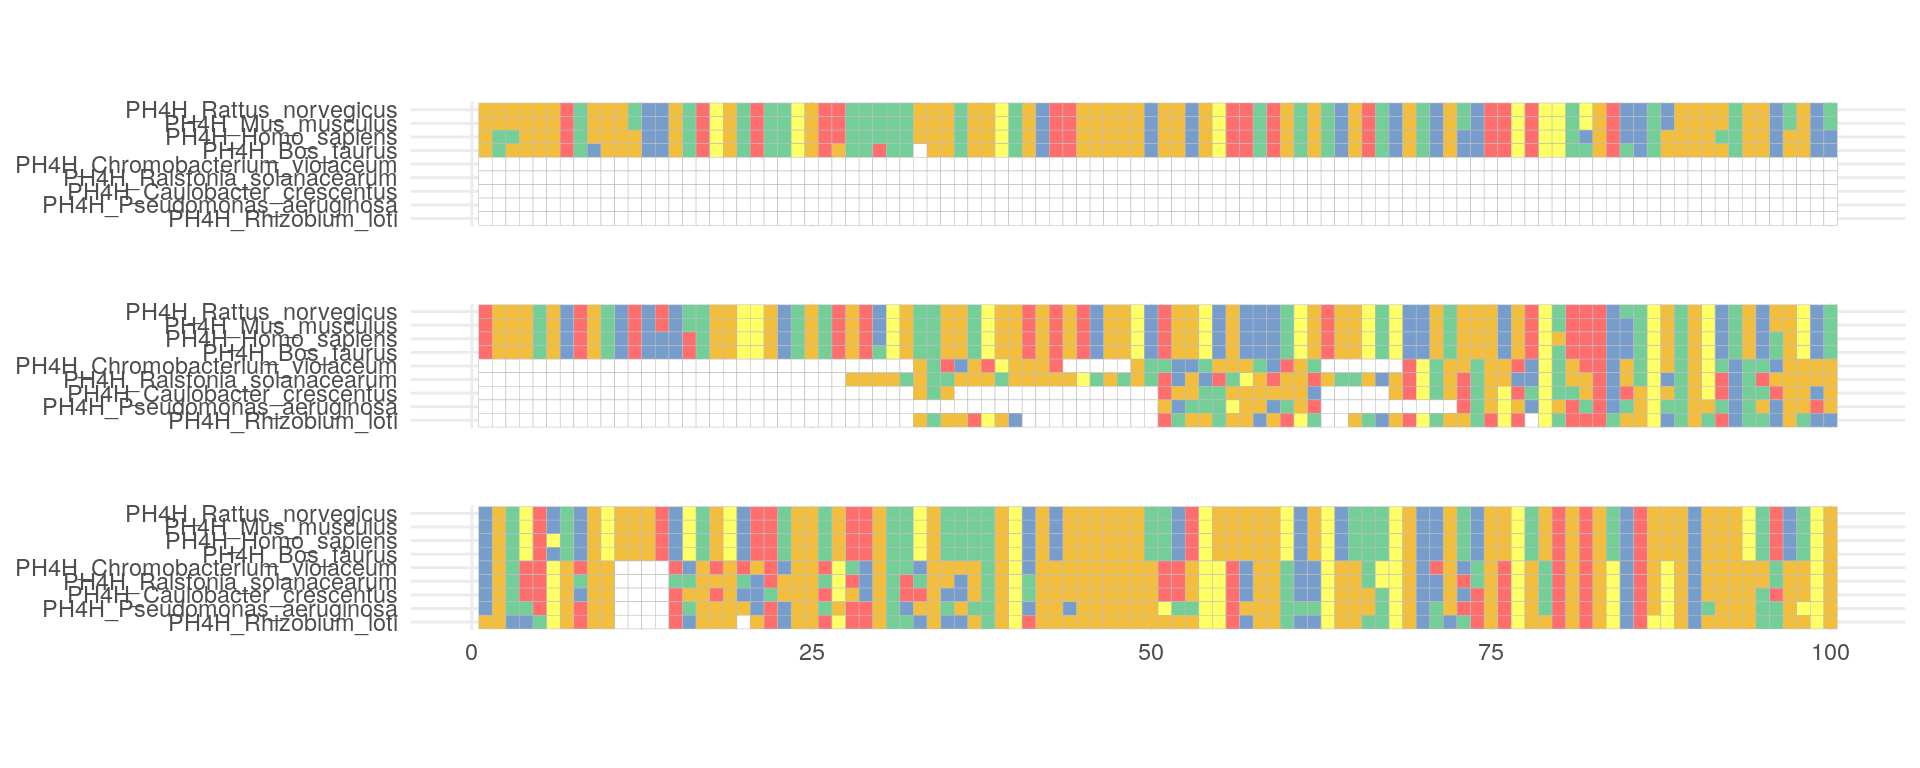 PH4H_Rattus_norvegicus
PH4H_Mus_musculus
PH4H_Homo_sapiens
PH4H_Bos_taurus
PH4H_Chromobacterium_violaceum
PH4H_Ralstonia_solanacearum
PH4H_Caulobacter_crescentus
PH4H_Pseudomonas_aeruginosa
PH4H_Rhizobium_loti
PH4H_Rattus_norvegicus
PH4H_Mus_musculus
PH4H_Homo_sapiens
PH4H_Bos_taurus
PH4H_Chromobacterium_violaceum
PH4H_Ralstonia_solanacearum
PH4H_Caulobacter_crescentus
PH4H_Pseudomonas_aeruginosa
PH4H_Rhizobium_loti
PH4H_Rattus_norvegicus
PH4H_Mus_musculus
PH4H_Homo_sapiens
PH4H_Bos_taurus
PH4H_Chromobacterium_violaceum
PH4H_Ralstonia_solanacearum
PH4H_Caulobacter_crescentus
PH4H_Pseudomonas_aeruginosa
PH4H_Rhizobium_loti
0 25 50 75 100